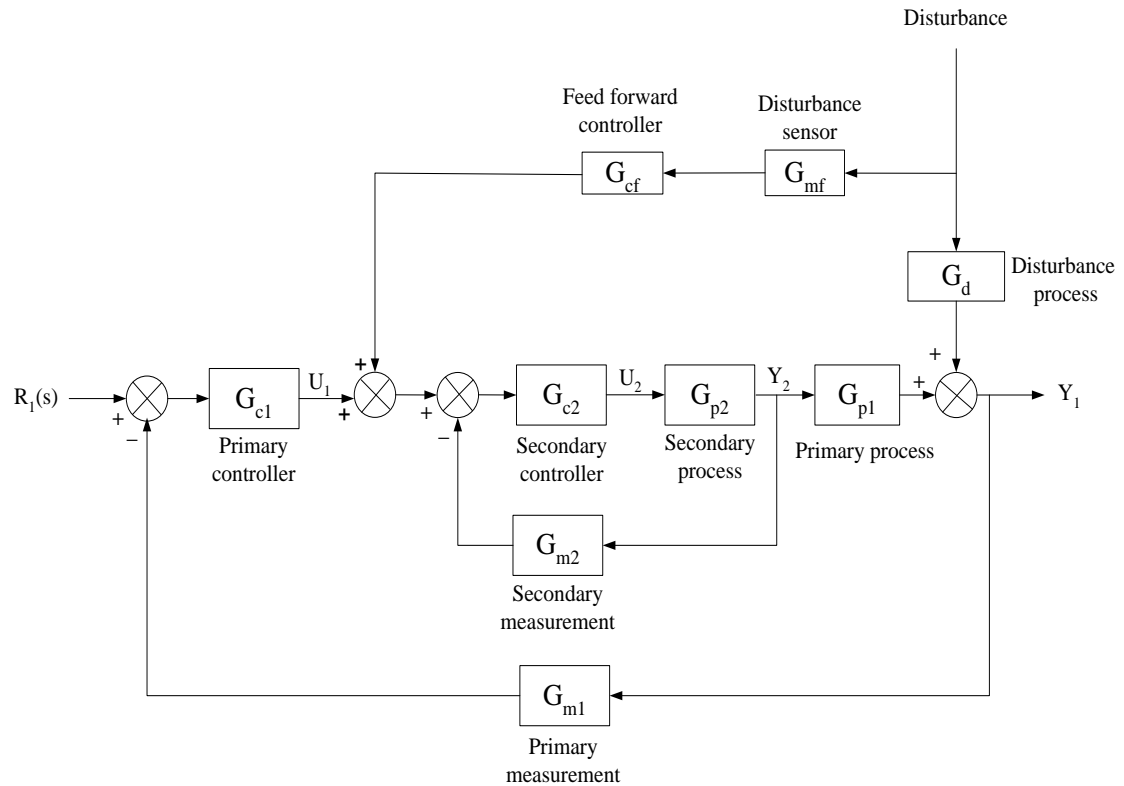 Disturbance
Feed forward
controller
Disturbance
sensor
G_cf
G_mf
G_d
Disturbance
process
+
+
+
+
R_1(s)
+
−
G_c1
U_1
+
+
−
G_c2
U_2
G_p2
Y_2
G_p1
Y_1
Primary
controller
Secondary
controller
Secondary
process
Primary process
G_m2
Secondary
measurement
G_m1
Primary
measurement